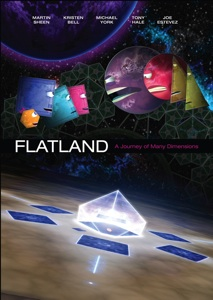 MARTIN SHEEN
KRISTEN BELL
MICHAEL YORK
TONY HALE
JOE ESTEVEZ
FLATLAND
A Journey of Many Dimensions